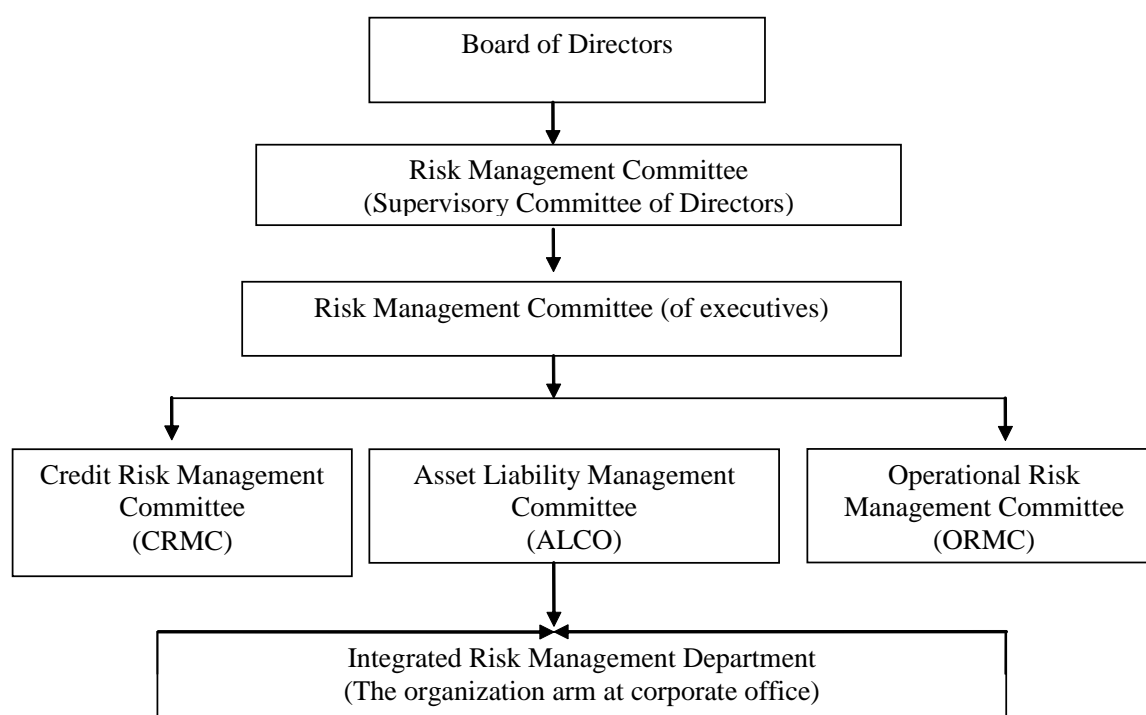 Board of Directors
Risk Management Committee
(Supervisory Committee of Directors)
Risk Management Committee (of executives)
Credit Risk Management
Committee
(CRMC)
Asset Liability Management
Committee
(ALCO)
Operational Risk
Management Committee
(ORMC)
Integrated Risk Management Department
(The organization arm at corporate office)